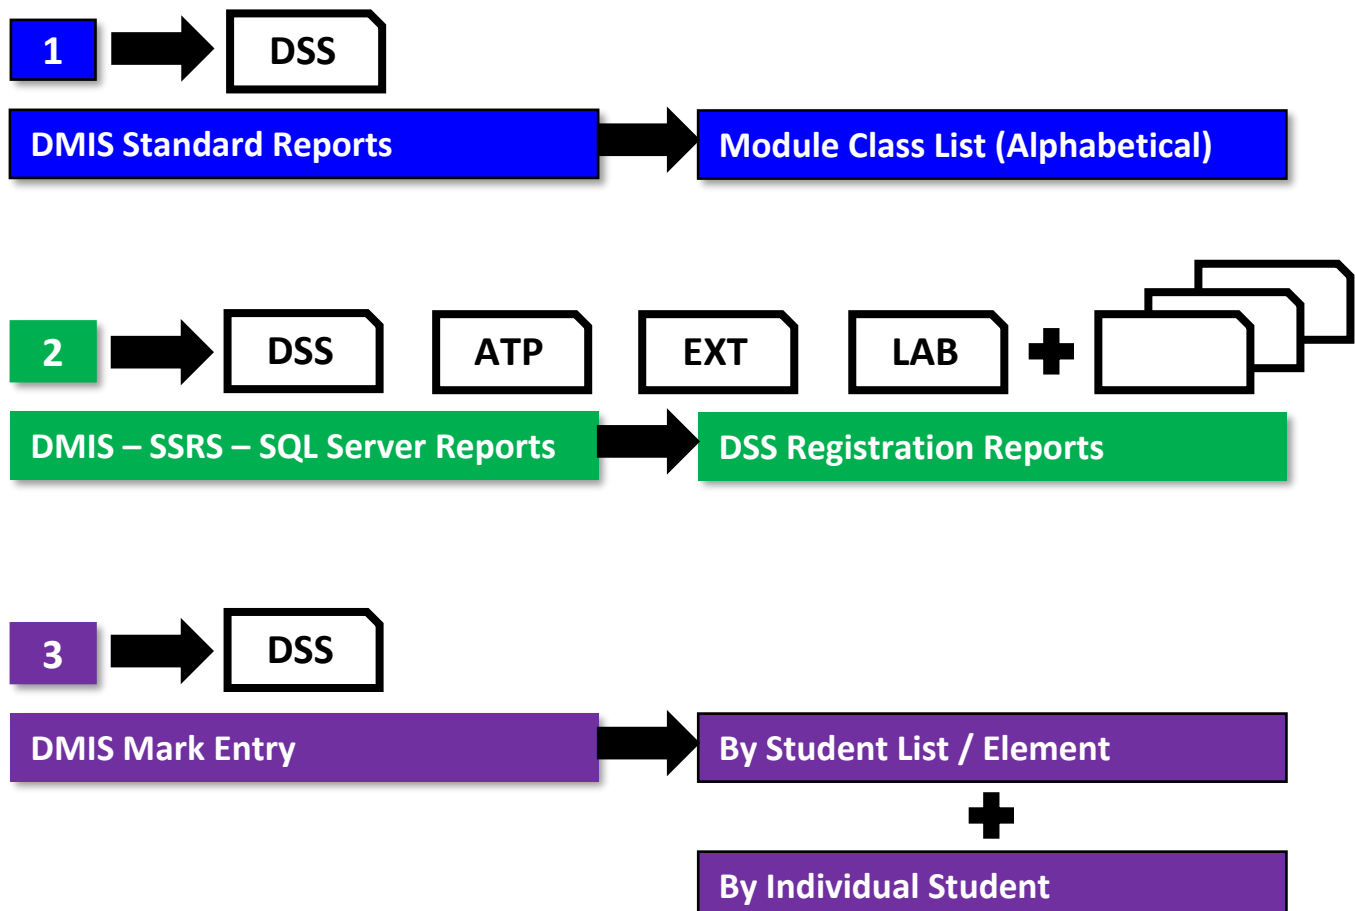 1 DSS
DMIS Standard Reports Module Class List (Alphabetical)
2 DSS ATP EXT LAB
DMIS – SSRS – SQL Server Reports DSS Registration Reports
3 DSS
DMIS Mark Entry By Student List / Element
By Individual Student